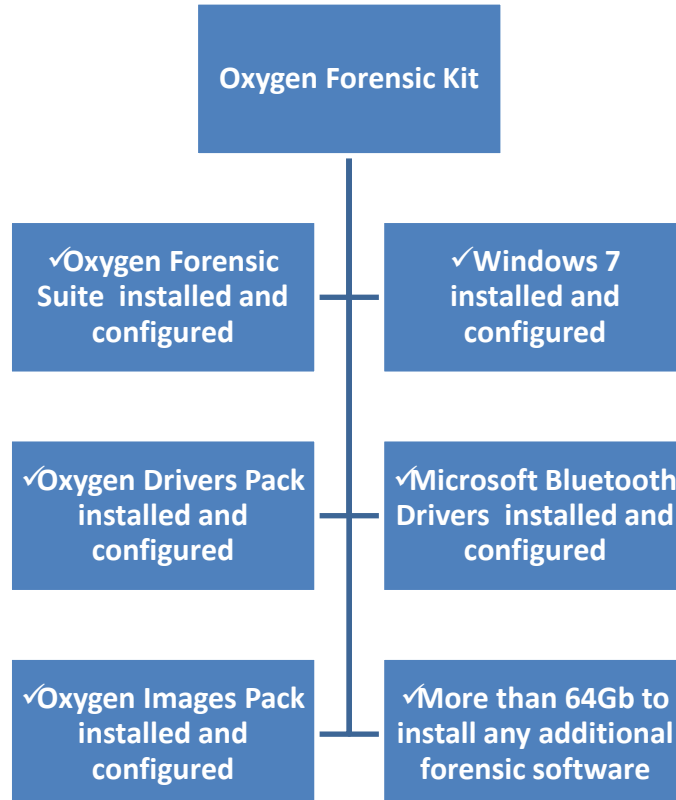 Oxygen Forensic Kit
✓Oxygen Forensic
Suite installed and
configured
✓Windows 7
installed and
configured
✓Oxygen Drivers Pack
installed and
configured
✓Microsoft Bluetooth
Drivers installed and
configured
✓Oxygen Images Pack
installed and
configured
✓More than 64Gb to
install any additional
forensic software